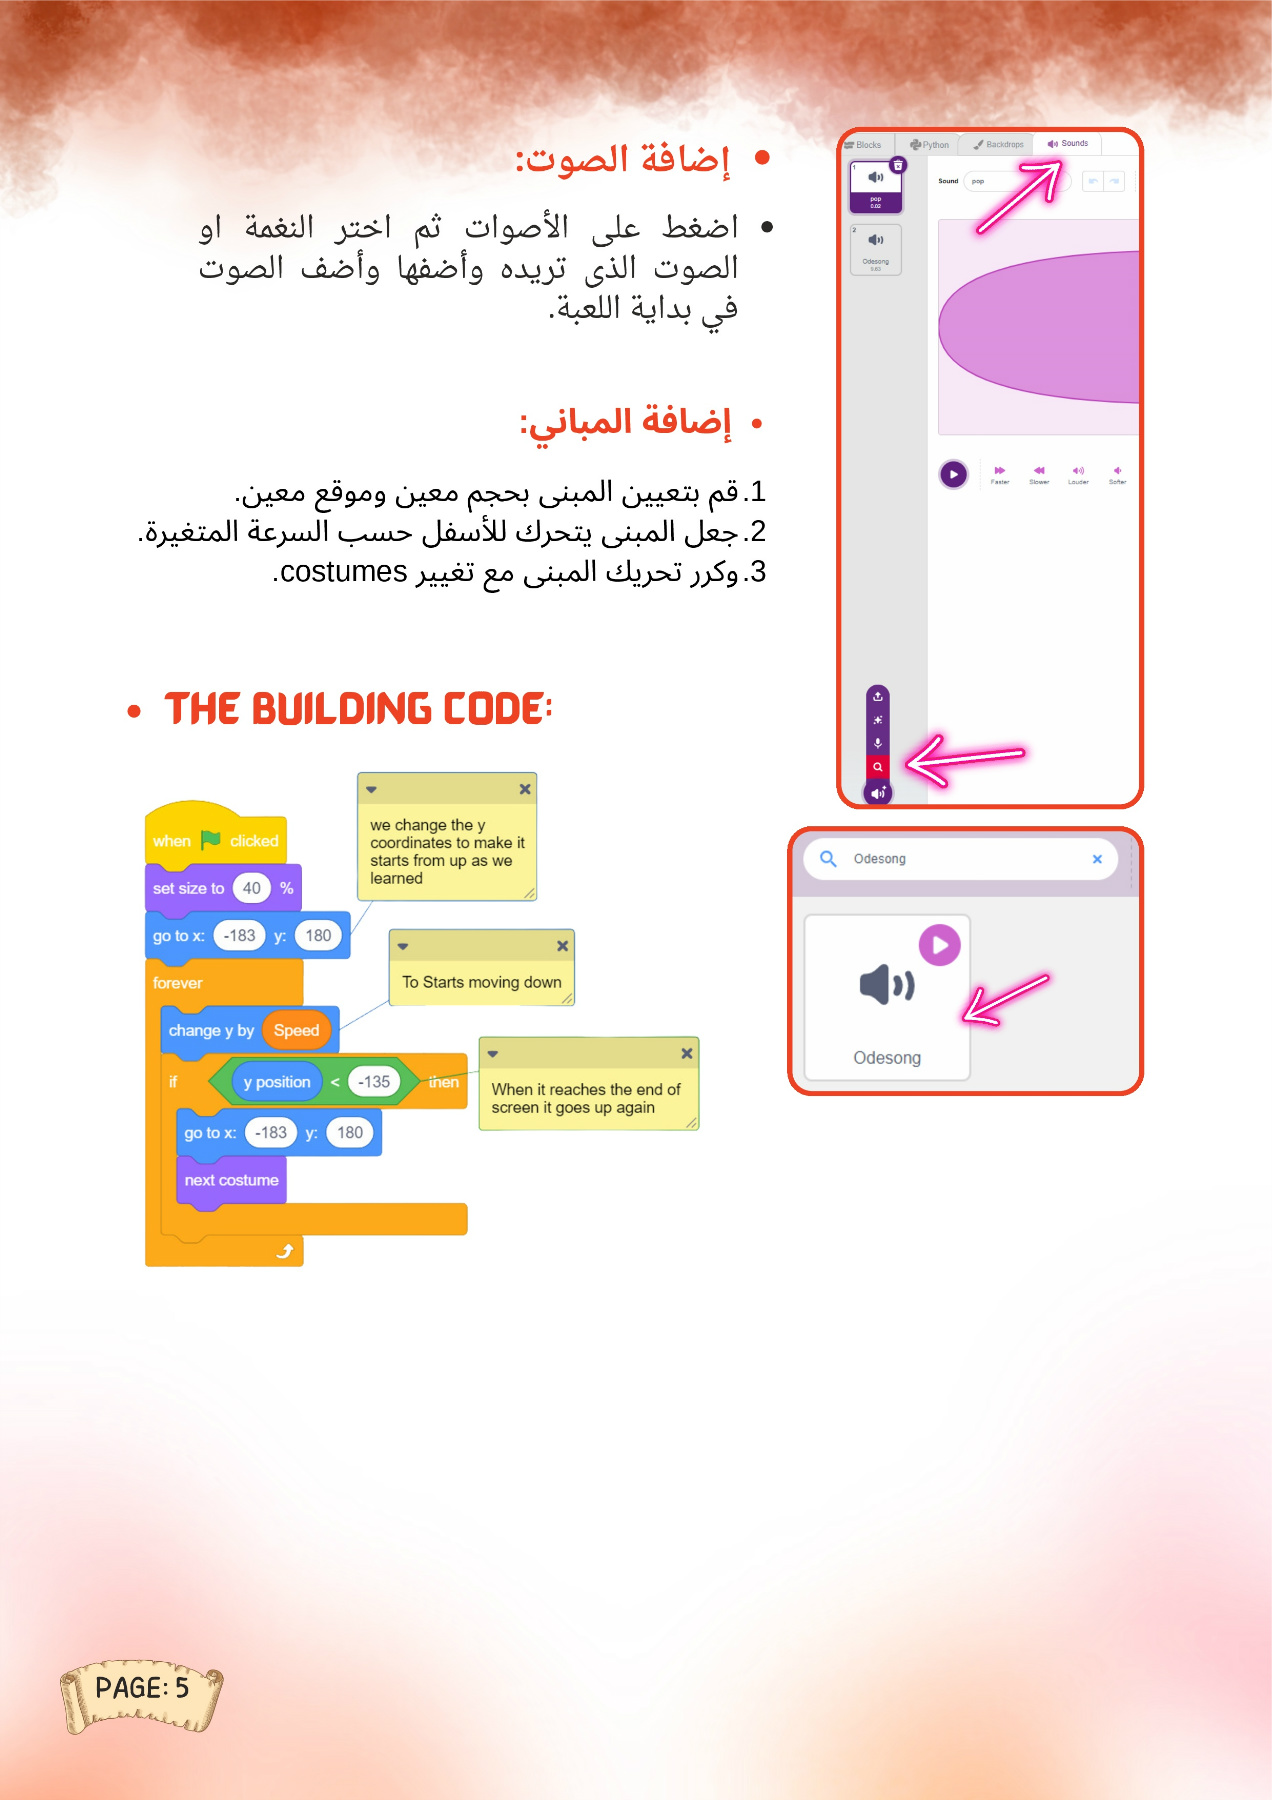 إضافة الصوت:
اضغط على الأصوات ثم اختر النغمة او
الصوت الذى تريده وأضفها وأضف الصوت
في بداية اللعبة.
إضافة المباني:
1. قم بتعيين المبنى بحجم معين وموقع معين.
2. جعل المبنى يتحرك للأسفل حسب السرعة المتغيرة.
3. وكرر تحريك المبنى مع تغيير costumes.
Blocks Python Backdrops Sounds
1
pop
0.02
Sound pop
2
Odesong
0.03
Faster Slower Louder Softer
Odesong
Odesong
THE BUILDING CODE:
when clicked
set size to 40 %
go to x: -183 y: 180
forever
change y by Speed
if y position < -135 then
go to x: -183 y: 180
next costume
we change the y
coordinates to make it
starts from up as we
learned
To Starts moving down
When it reaches the end of
screen it goes up again
PAGE: 5